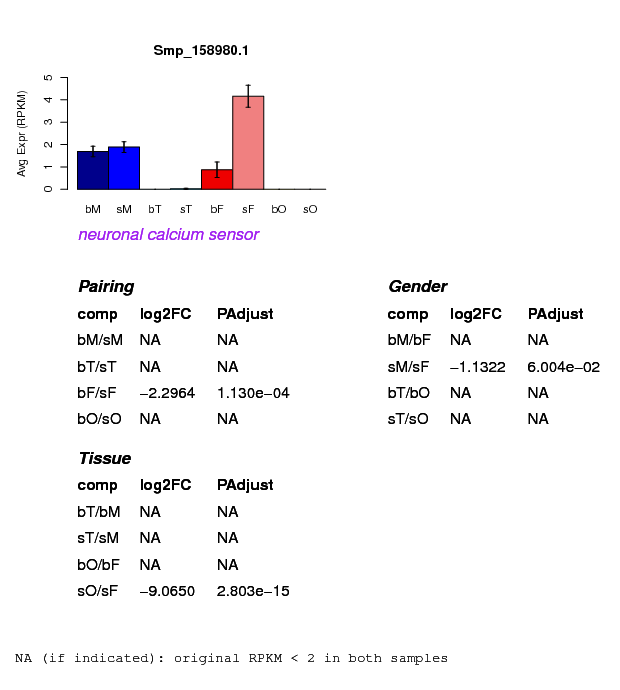 Smp_158980.1
Avg Expr (RPKM)
5
4
3
2
1
0
bM sM bT sT bF sF bO sO
neuronal calcium sensor
Pairing
comp log2FC PAdjust
bM/sM NA NA
bT/sT NA NA
bF/sF −2.2964 1.130e−04
bO/sO NA NA
Gender
comp log2FC PAdjust
bM/bF NA NA
sM/sF −1.1322 6.004e−02
bT/bO NA NA
sT/sO NA NA
Tissue
comp log2FC PAdjust
bT/bM NA NA
sT/sM NA NA
bO/bF NA NA
sO/sF −9.0650 2.803e−15
NA (if indicated): original RPKM < 2 in both samples